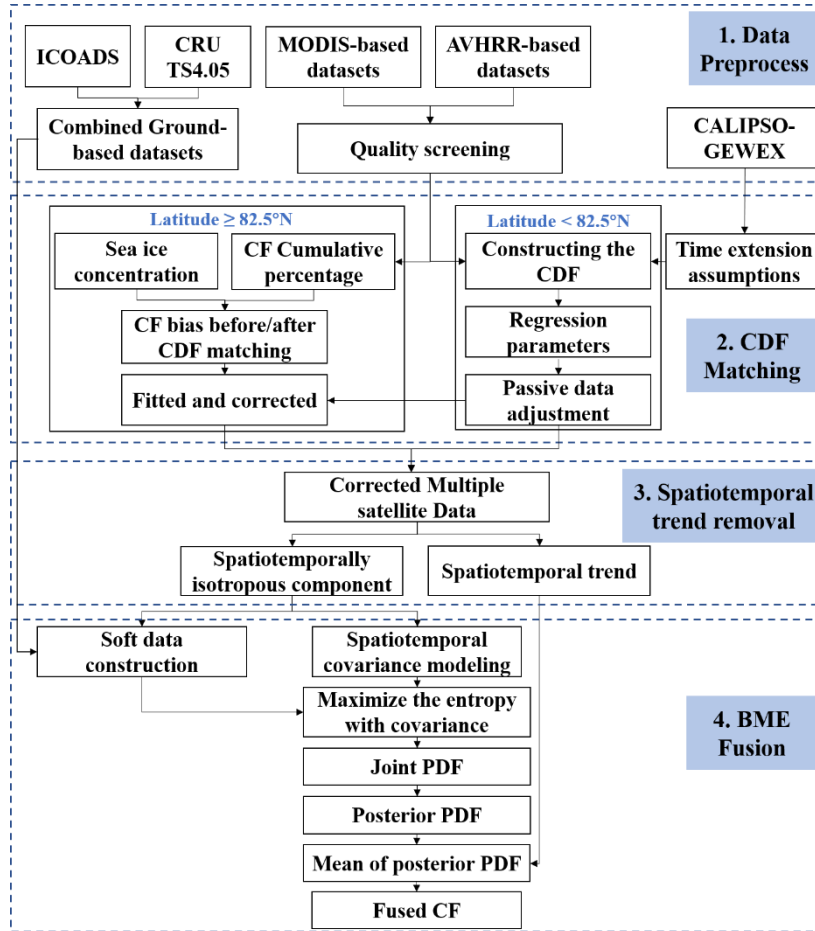 ICOADS
CRU
TS4.05
MODIS-based
datasets
AVHRR-based
datasets
1. Data
Preprocess
Combined Ground-
based datasets
Quality screening
CALIPSO-
GEWEX
Latitude ≥ 82.5°N
Latitude < 82.5°N
Sea ice
concentration
CF Cumulative
percentage
Constructing the
CDF
Time extension
assumptions
CF bias before/after
CDF matching
Regression
parameters
2. CDF
Matching
Fitted and corrected
Passive data
adjustment
Corrected Multiple
satellite Data
3. Spatiotemporal
trend removal
Spatiotemporally
isotropous component
Spatiotemporal trend
Soft data
construction
Spatiotemporal
covariance modeling
Maximize the entropy
with covariance
4. BME
Fusion
Joint PDF
Posterior PDF
Mean of posterior PDF
Fused CF